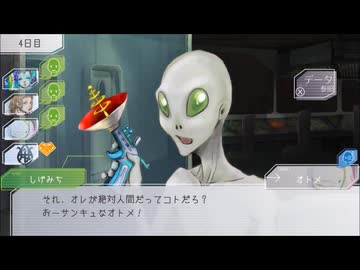 4日目
データ
参照
しげみち
オトメ
それ、オレが絶対人間だってコトだろ？
おーサンキュなオトメ！